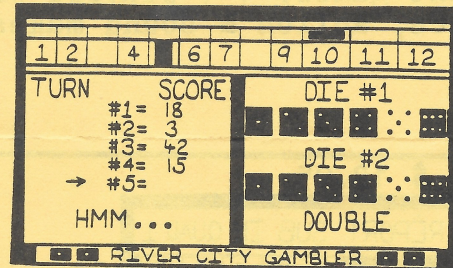 1 2 4 6 7 9 10 11 12
TURN SCORE
#1= 18
#2= 3
#3= 42
#4= 15
→ #5=
HMM...
DIE #1
DIE #2
DOUBLE
RIVER CITY GAMBLER